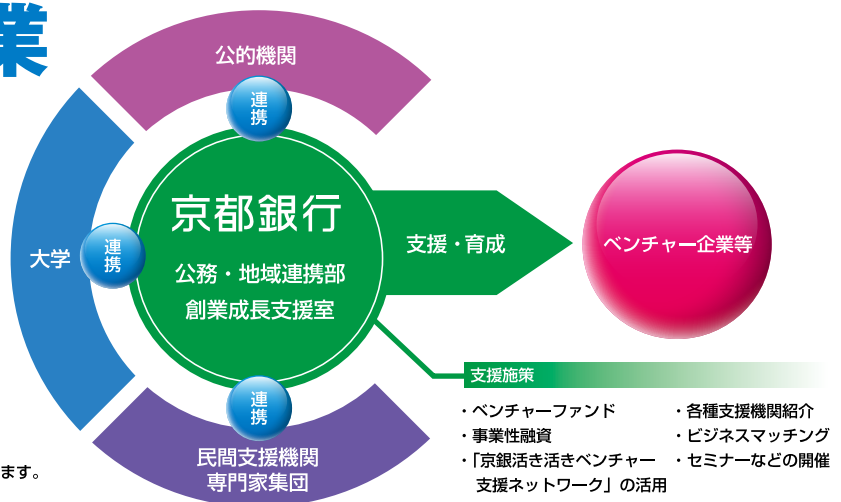 業
公的機関
連携
京都銀行
公務・地域連携部
創業成長支援室
大学
連携
支援・育成
ベンチャー企業等
連携
民間支援機関
専門家集団
支援施策
・ベンチャーファンド
・事業性融資
・「京銀活き活きベンチャー
支援ネットワーク」の活用
・各種支援機関紹介
・ビジネスマッチング
・セミナーなどの開催
ます。